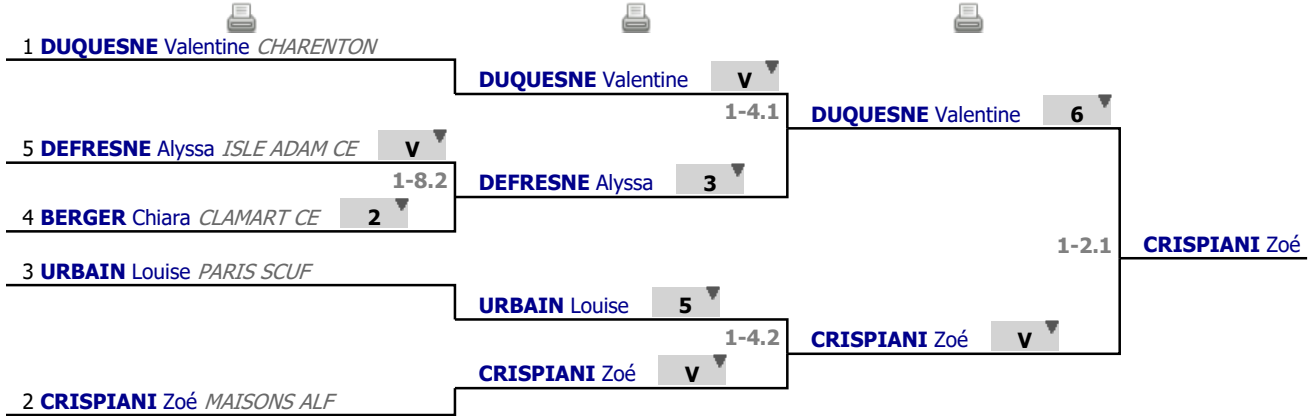 1 DUQUESNE Valentine CHARENTON
DUQUESNE Valentine V
1-4.1
DUQUESNE Valentine 6
5 DEFRESNE Alyssa ISLE ADAM CE V
1-8.2
DEFRESNE Alyssa 3
4 BERGER Chiara CLAMART CE 2
1-2.1
CRISPIANI Zoé
3 URBAIN Louise PARIS SCUF
URBAIN Louise 5
1-4.2
CRISPIANI Zoé V
CRISPIANI Zoé V
2 CRISPIANI Zoé MAISONS ALF